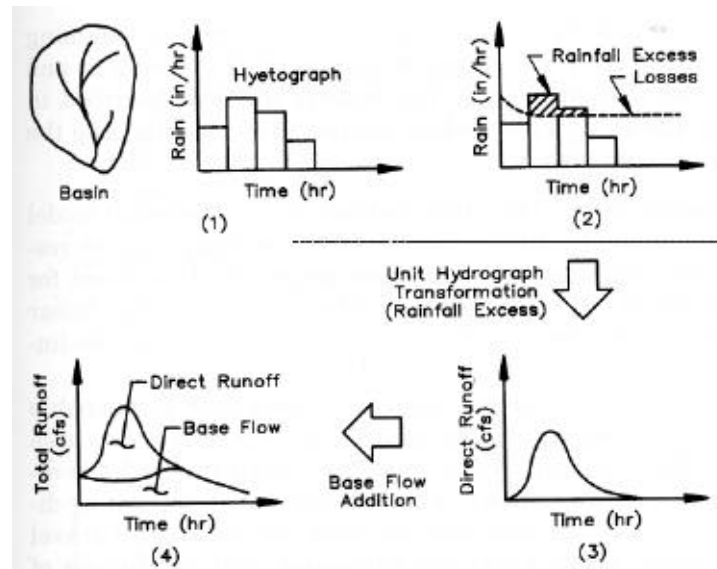 Basin
Rain (in/hr)
Hyetograph
Time (hr)
(1)
Rain (in/hr)
Rainfall Excess
Losses
Time (hr)
(2)
Unit Hydrograph
Transformation
(Rainfall Excess)
Direct Runoff
(cfs)
Time (hr)
(3)
Base Flow
Addition
Total Runoff
(cfs)
Direct Runoff
Base Flow
Time (hr)
(4)